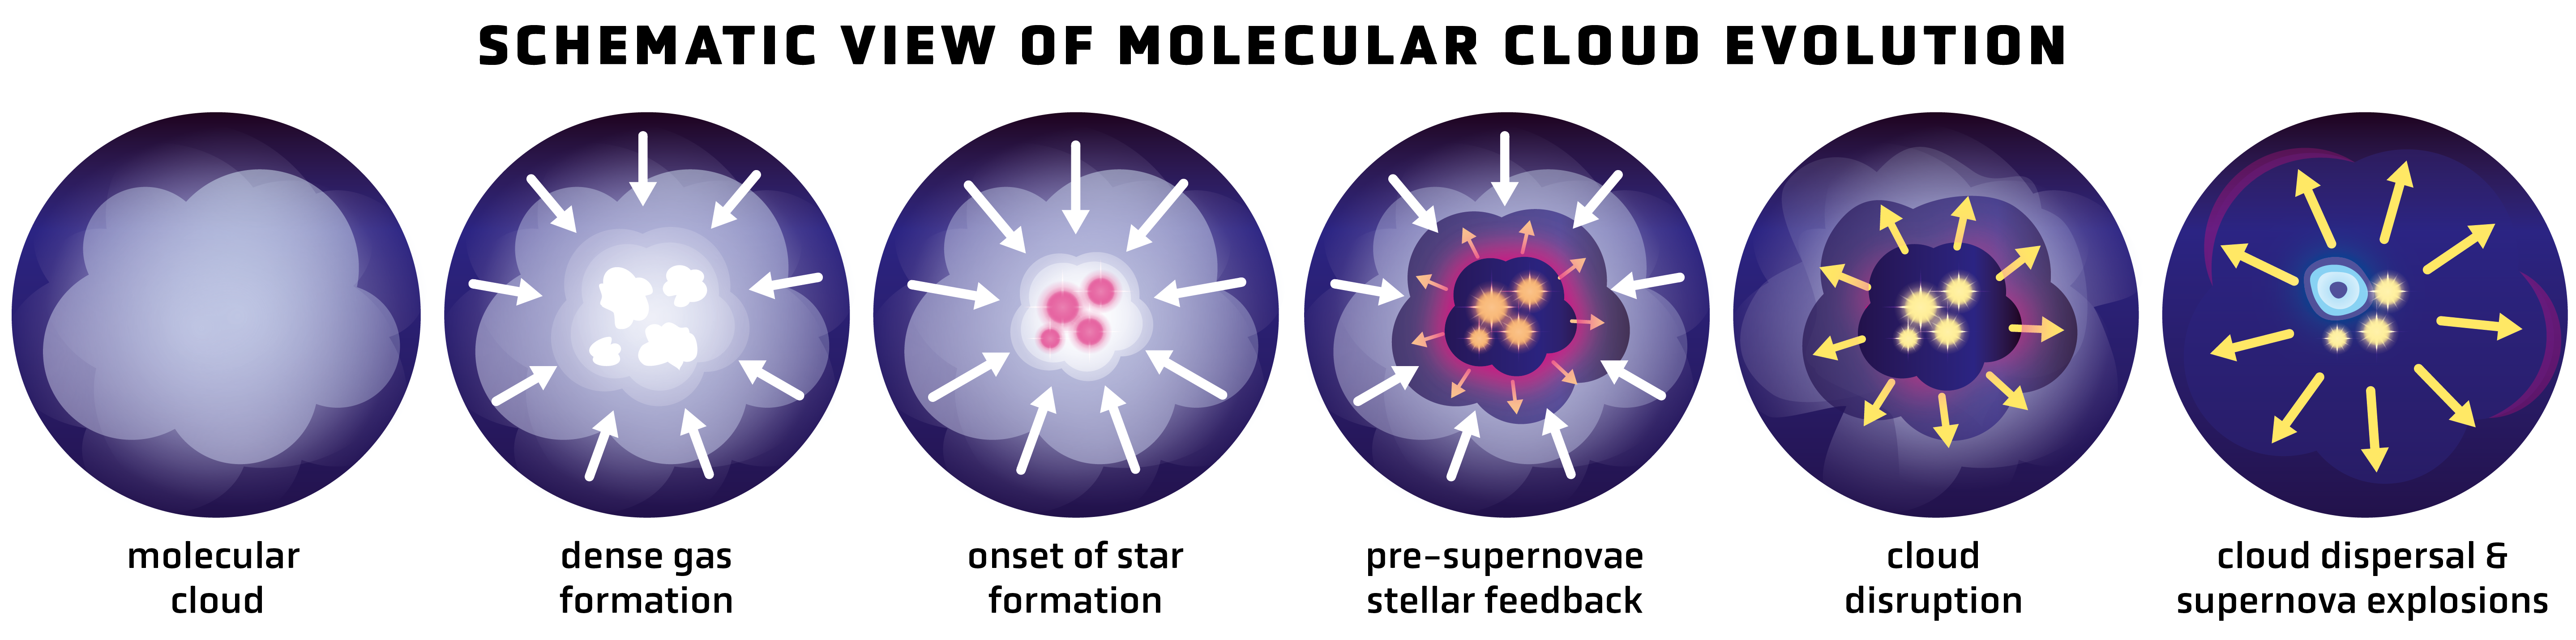 SCHEMATIC VIEW OF MOLECULAR CLOUD EVOLUTION
molecular
cloud
dense gas
formation
onset of star
formation
pre-supernovae
stellar feedback
cloud
disruption
cloud dispersal &
supernova explosions